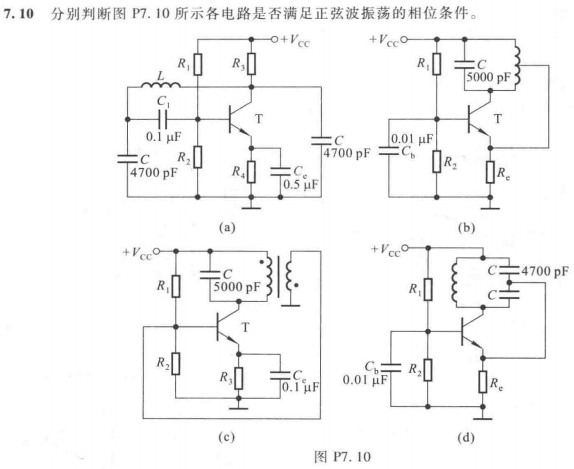 7.10 分别判断图 P7.10 所示各电路是否满足正弦波振荡的相位条件。
+VCC
R1
R3
L
C1
0.1 μF
T
C
4700 pF
R2
R4
Ce
0.5 μF
C
4700 pF
(a)
+VCC
R1
C
5000 pF
T
0.01 μF
Cb
R2
Re
(b)
+VCC
R1
C
5000 pF
T
R2
R3
Ce
0.1 μF
(c)
+VCC
R1
C
4700 pF
C
Cb
0.01 μF
R2
Re
(d)
图 P7.10